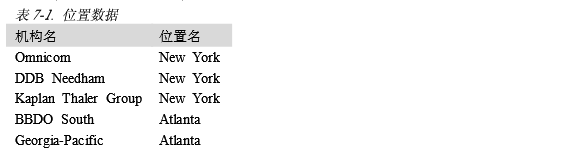 表 7-1. 位置数据
机构名 位置名
Omnicom New York
DDB Needham New York
Kaplan Thaler Group New York
BBDO South Atlanta
Georgia-Pacific Atlanta